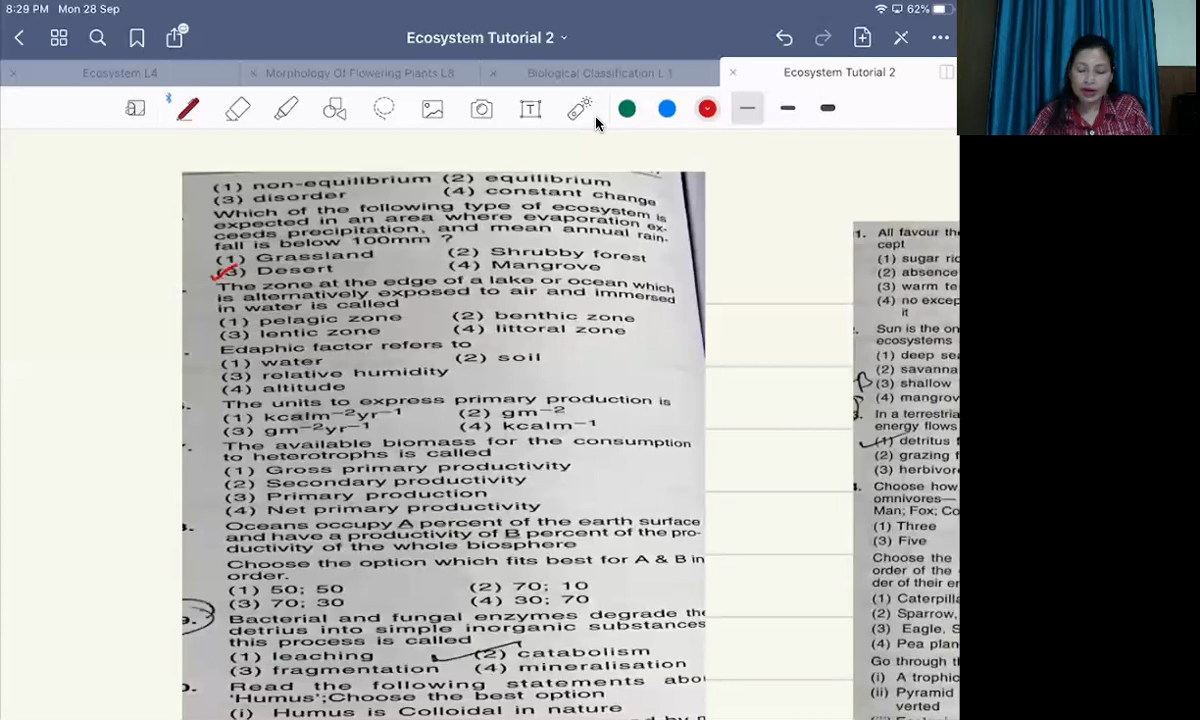 8:29 PM Mon 28 Sep
62%
Ecosystem Tutorial 2
Ecosystem L4
Morphology Of Flowering Plants L8
Biological Classification L 1
Ecosystem Tutorial 2
(1) non-equilibrium (2) equilibrium
(3) disorder (4) constant change
Which of the following type of ecosystem is
expected in an area where evaporation ex-
ceeds precipitation, and mean annual rain-
fall is below 100mm ?
(1) Grassland (2) Shrubby forest
(3) Desert (4) Mangrove
The zone at the edge of a lake or ocean which
is alternatively exposed to air and immersed
in water is called
(1) pelagic zone (2) benthic zone
(3) lentic zone (4) littoral zone
Edaphic factor refers to
(1) water (2) soil
(3) relative humidity
(4) altitude
The units to express primary production is
(1) kcalm⁻²yr⁻¹ (2) gm⁻²
(3) gm⁻²yr⁻¹ (4) kcalm⁻¹
The available biomass for the consumption
to heterotrophs is called
(1) Gross primary productivity
(2) Secondary productivity
(3) Primary production
(4) Net primary productivity
Oceans occupy A percent of the earth surface
and have a productivity of B percent of the pro-
ductivity of the whole biosphere
Choose the option which fits best for A & B in
order.
(1) 50; 50 (2) 70; 10
(3) 70; 30 (4) 30; 70
9. Bacterial and fungal enzymes degrade the
detrius into simple inorganic substances
this process is called
(1) leaching (2) catabolism
(3) fragmentation (4) mineralisation
Read the following statements abo
'Humus';Choose the best option
(i) Humus is Colloidal in nature
1. All favour the
cept
(1) sugar ric
(2) absence
(3) warm te
(4) no excep
it
Sun is the on
ecosystems
(1) deep sea
(2) savanna
(3) shallow
(4) mangrov
In a terrestria
energy flows
(1) detritus f
(2) grazing f
(3) herbivor
Choose how
omnivores—
Man; Fox; Co
(1) Three
(3) Five
Choose the
order of the
der of their er
(1) Caterpilla
(2) Sparrow,
(3) Eagle, S
(4) Pea plan
Go through t
(i) A trophic
(ii) Pyramid
verted